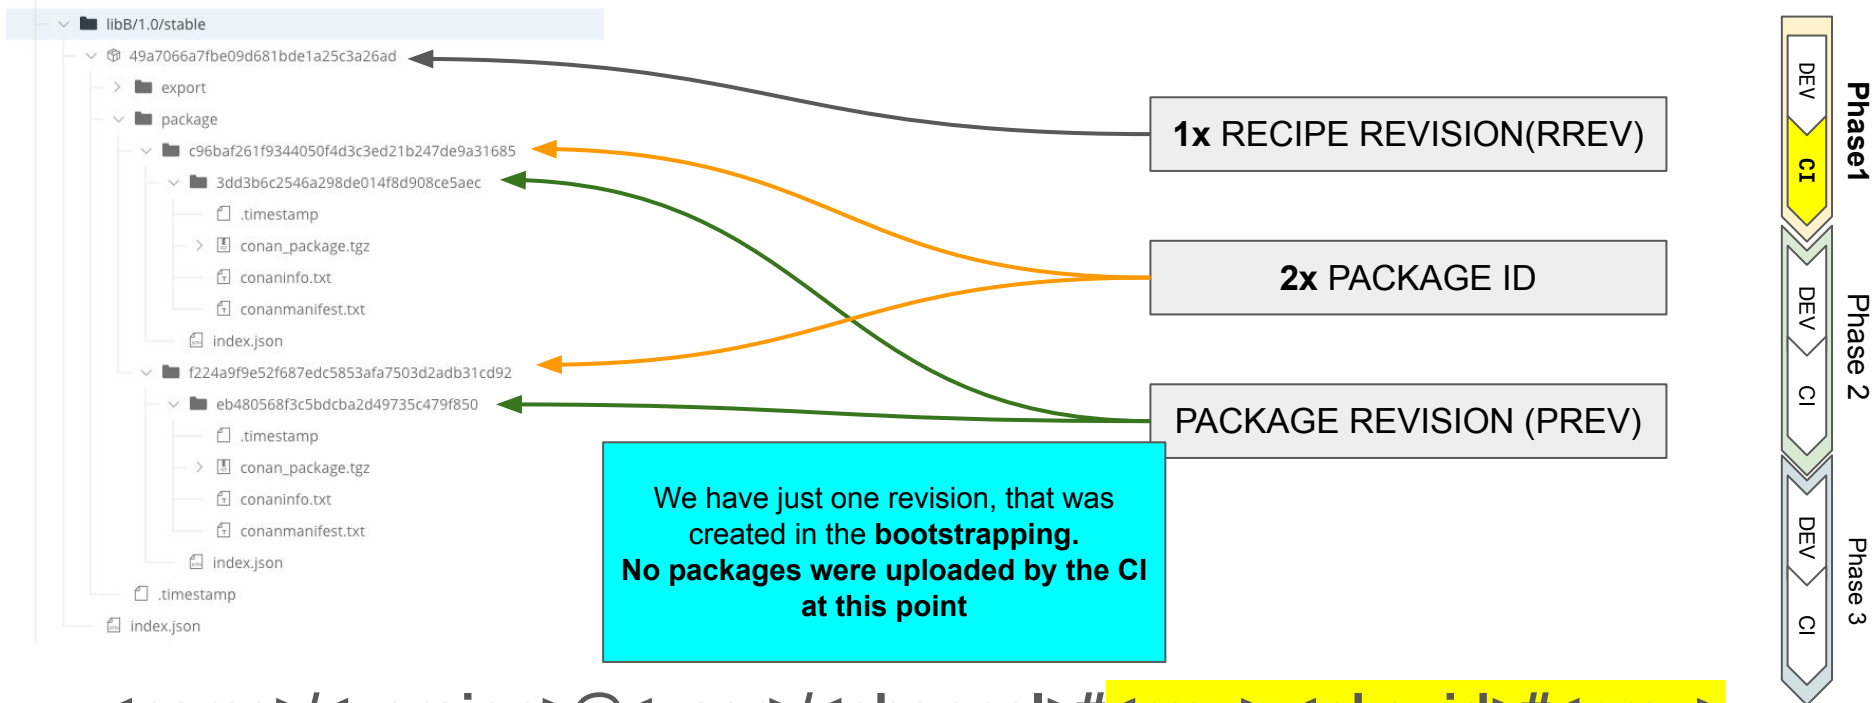 libB/1.0/stable
49a7066a7fbe09d681bde1a25c3a26ad
export
package
c96baf261f9344050f4d3c3ed21b247de9a31685
3dd3b6c2546a298de014f8d908ce5aec
.timestamp
conan_package.tgz
conaninfo.txt
conanmanifest.txt
index.json
f224a9f9e52f687edc5853afa7503d2adb31cd92
eb480568f3c5bdcba2d49735c479f850
.timestamp
conan_package.tgz
conaninfo.txt
conanmanifest.txt
index.json
.timestamp
index.json
1x RECIPE REVISION(RREV)
2x PACKAGE ID
PACKAGE REVISION (PREV)
We have just one revision, that was
created in the bootstrapping.
No packages were uploaded by the CI
at this point
DEV
CI
Phase1
DEV
CI
Phase 2
DEV
CI
Phase 3